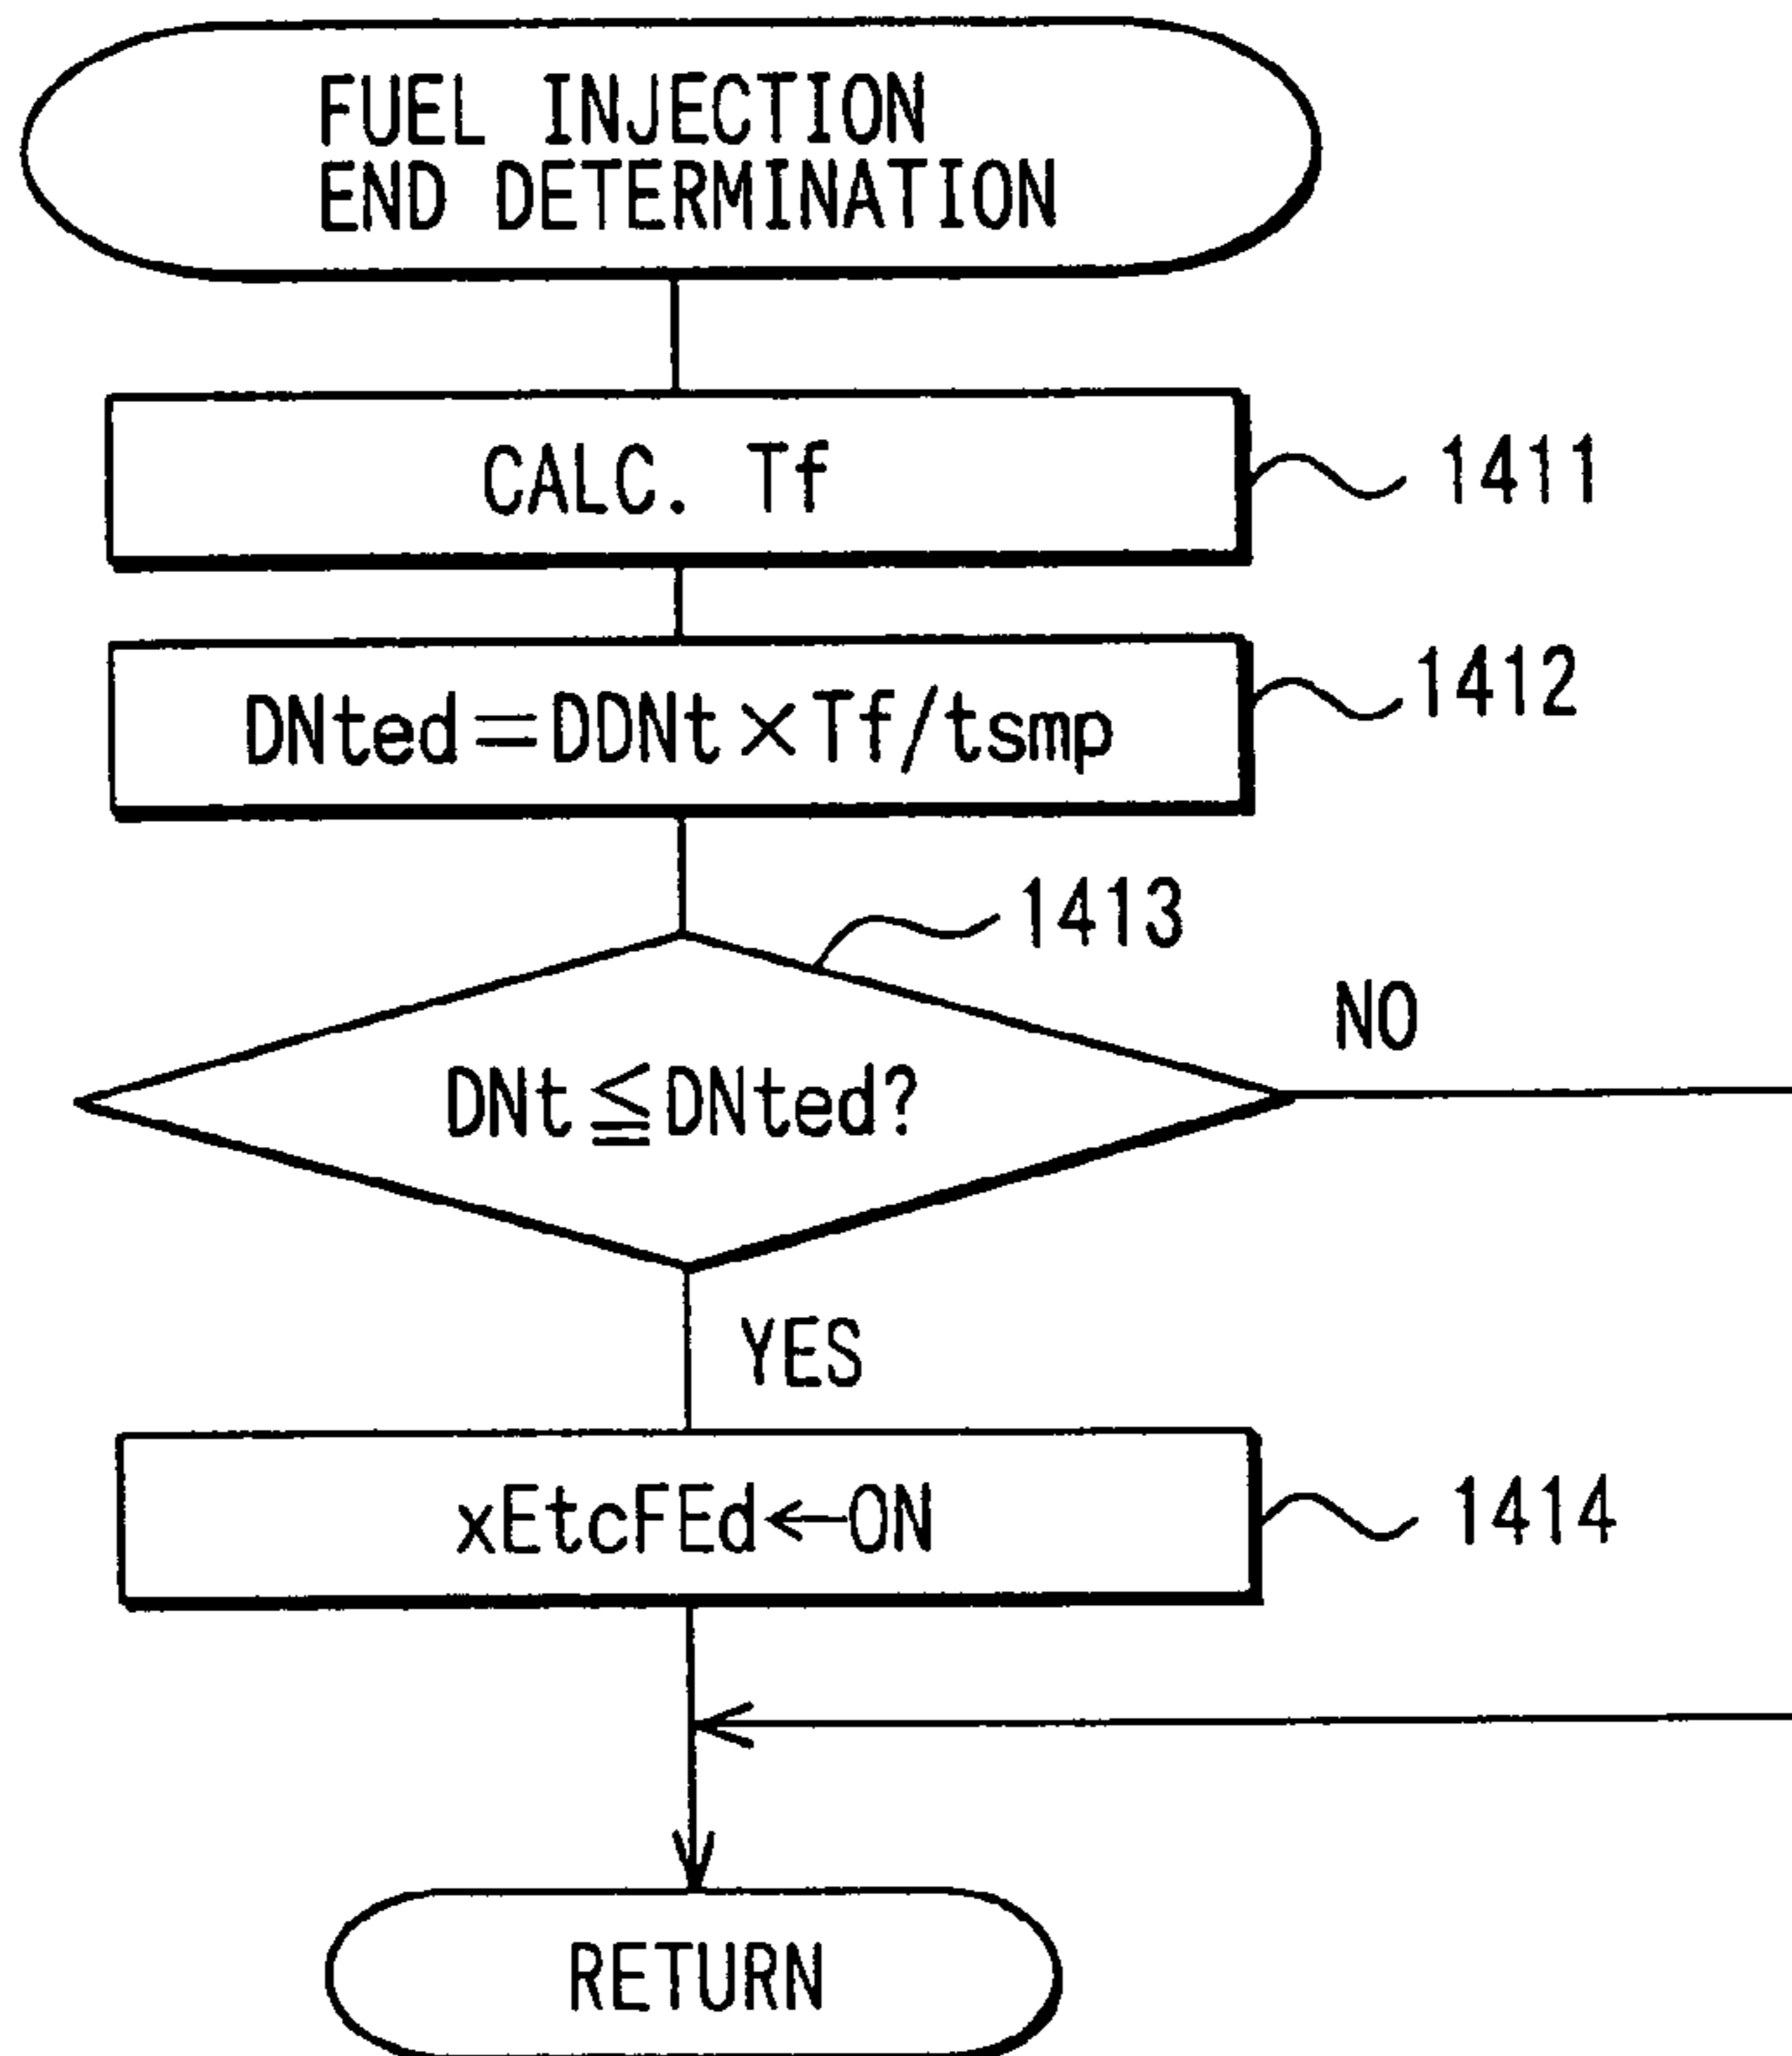 FUEL INJECTION
END DETERMINATION
CALC. Tf
1411
DNted=DDNt×Tf/tsmp
1412
1413
DNt≦DNted?
NO
YES
xEtcFEd←ON
1414
RETURN